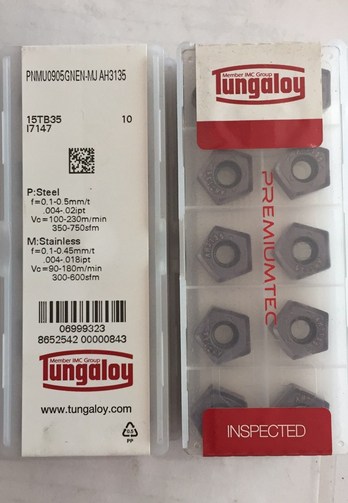 PNMU0905GNEN-MJ AH3135
15TB35 10
I7147
P:Steel
f=0.1-0.5mm/t
.004-.02ipt
Vc=100-230m/min
350-750sfm
M:Stainless
f=0.1-0.45mm/t
.004-.018ipt
Vc=90-180m/min
300-600sfm
06999323
8652542 00000843
Member IMC Group
Tungaloy
www.tungaloy.com
PP
Member IMC Group
Tungaloy
PREMIUMTEC
INSPECTED